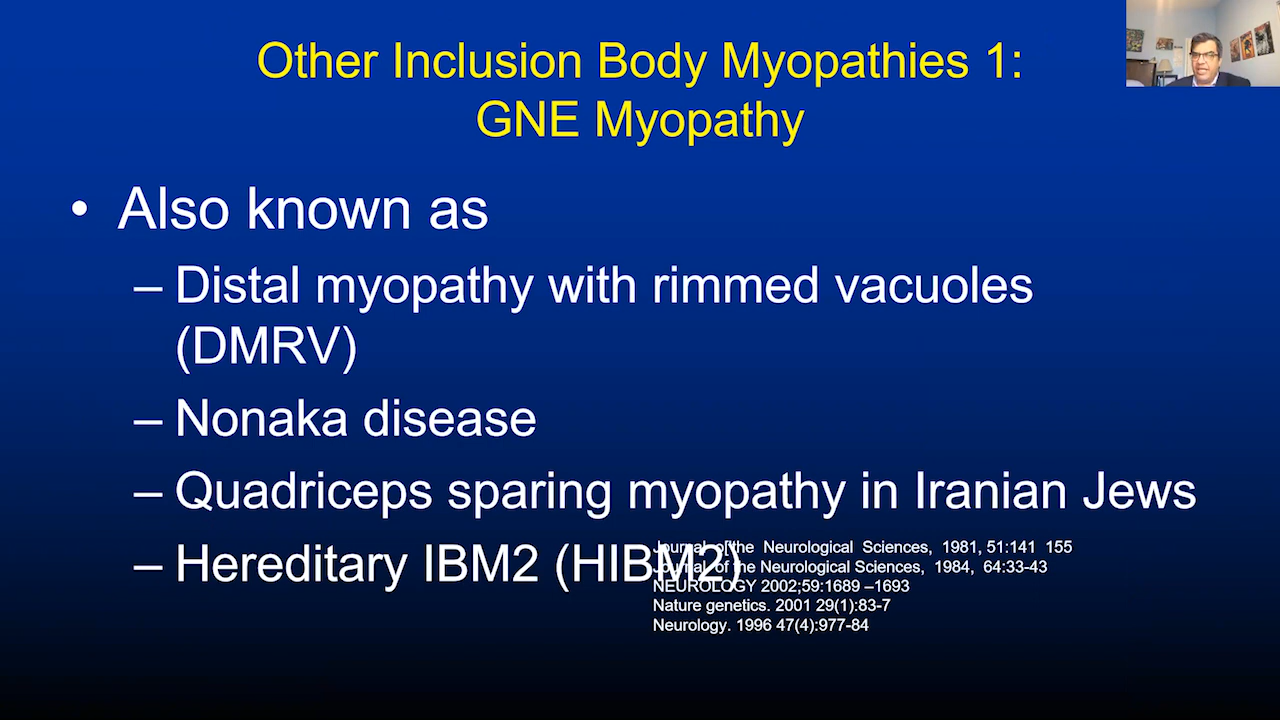 Other Inclusion Body Myopathies 1:
GNE Myopathy
• Also known as
– Distal myopathy with rimmed vacuoles
(DMRV)
– Nonaka disease
– Quadriceps sparing myopathy in Iranian Jews
– Hereditary IBM2 (HIBM2)
Journal of the Neurological Sciences, 1981, 51:141 155
Journal of the Neurological Sciences, 1984, 64:33-43
NEUROLOGY 2002;59:1689 –1693
Nature genetics. 2001 29(1):83-7
Neurology. 1996 47(4):977-84